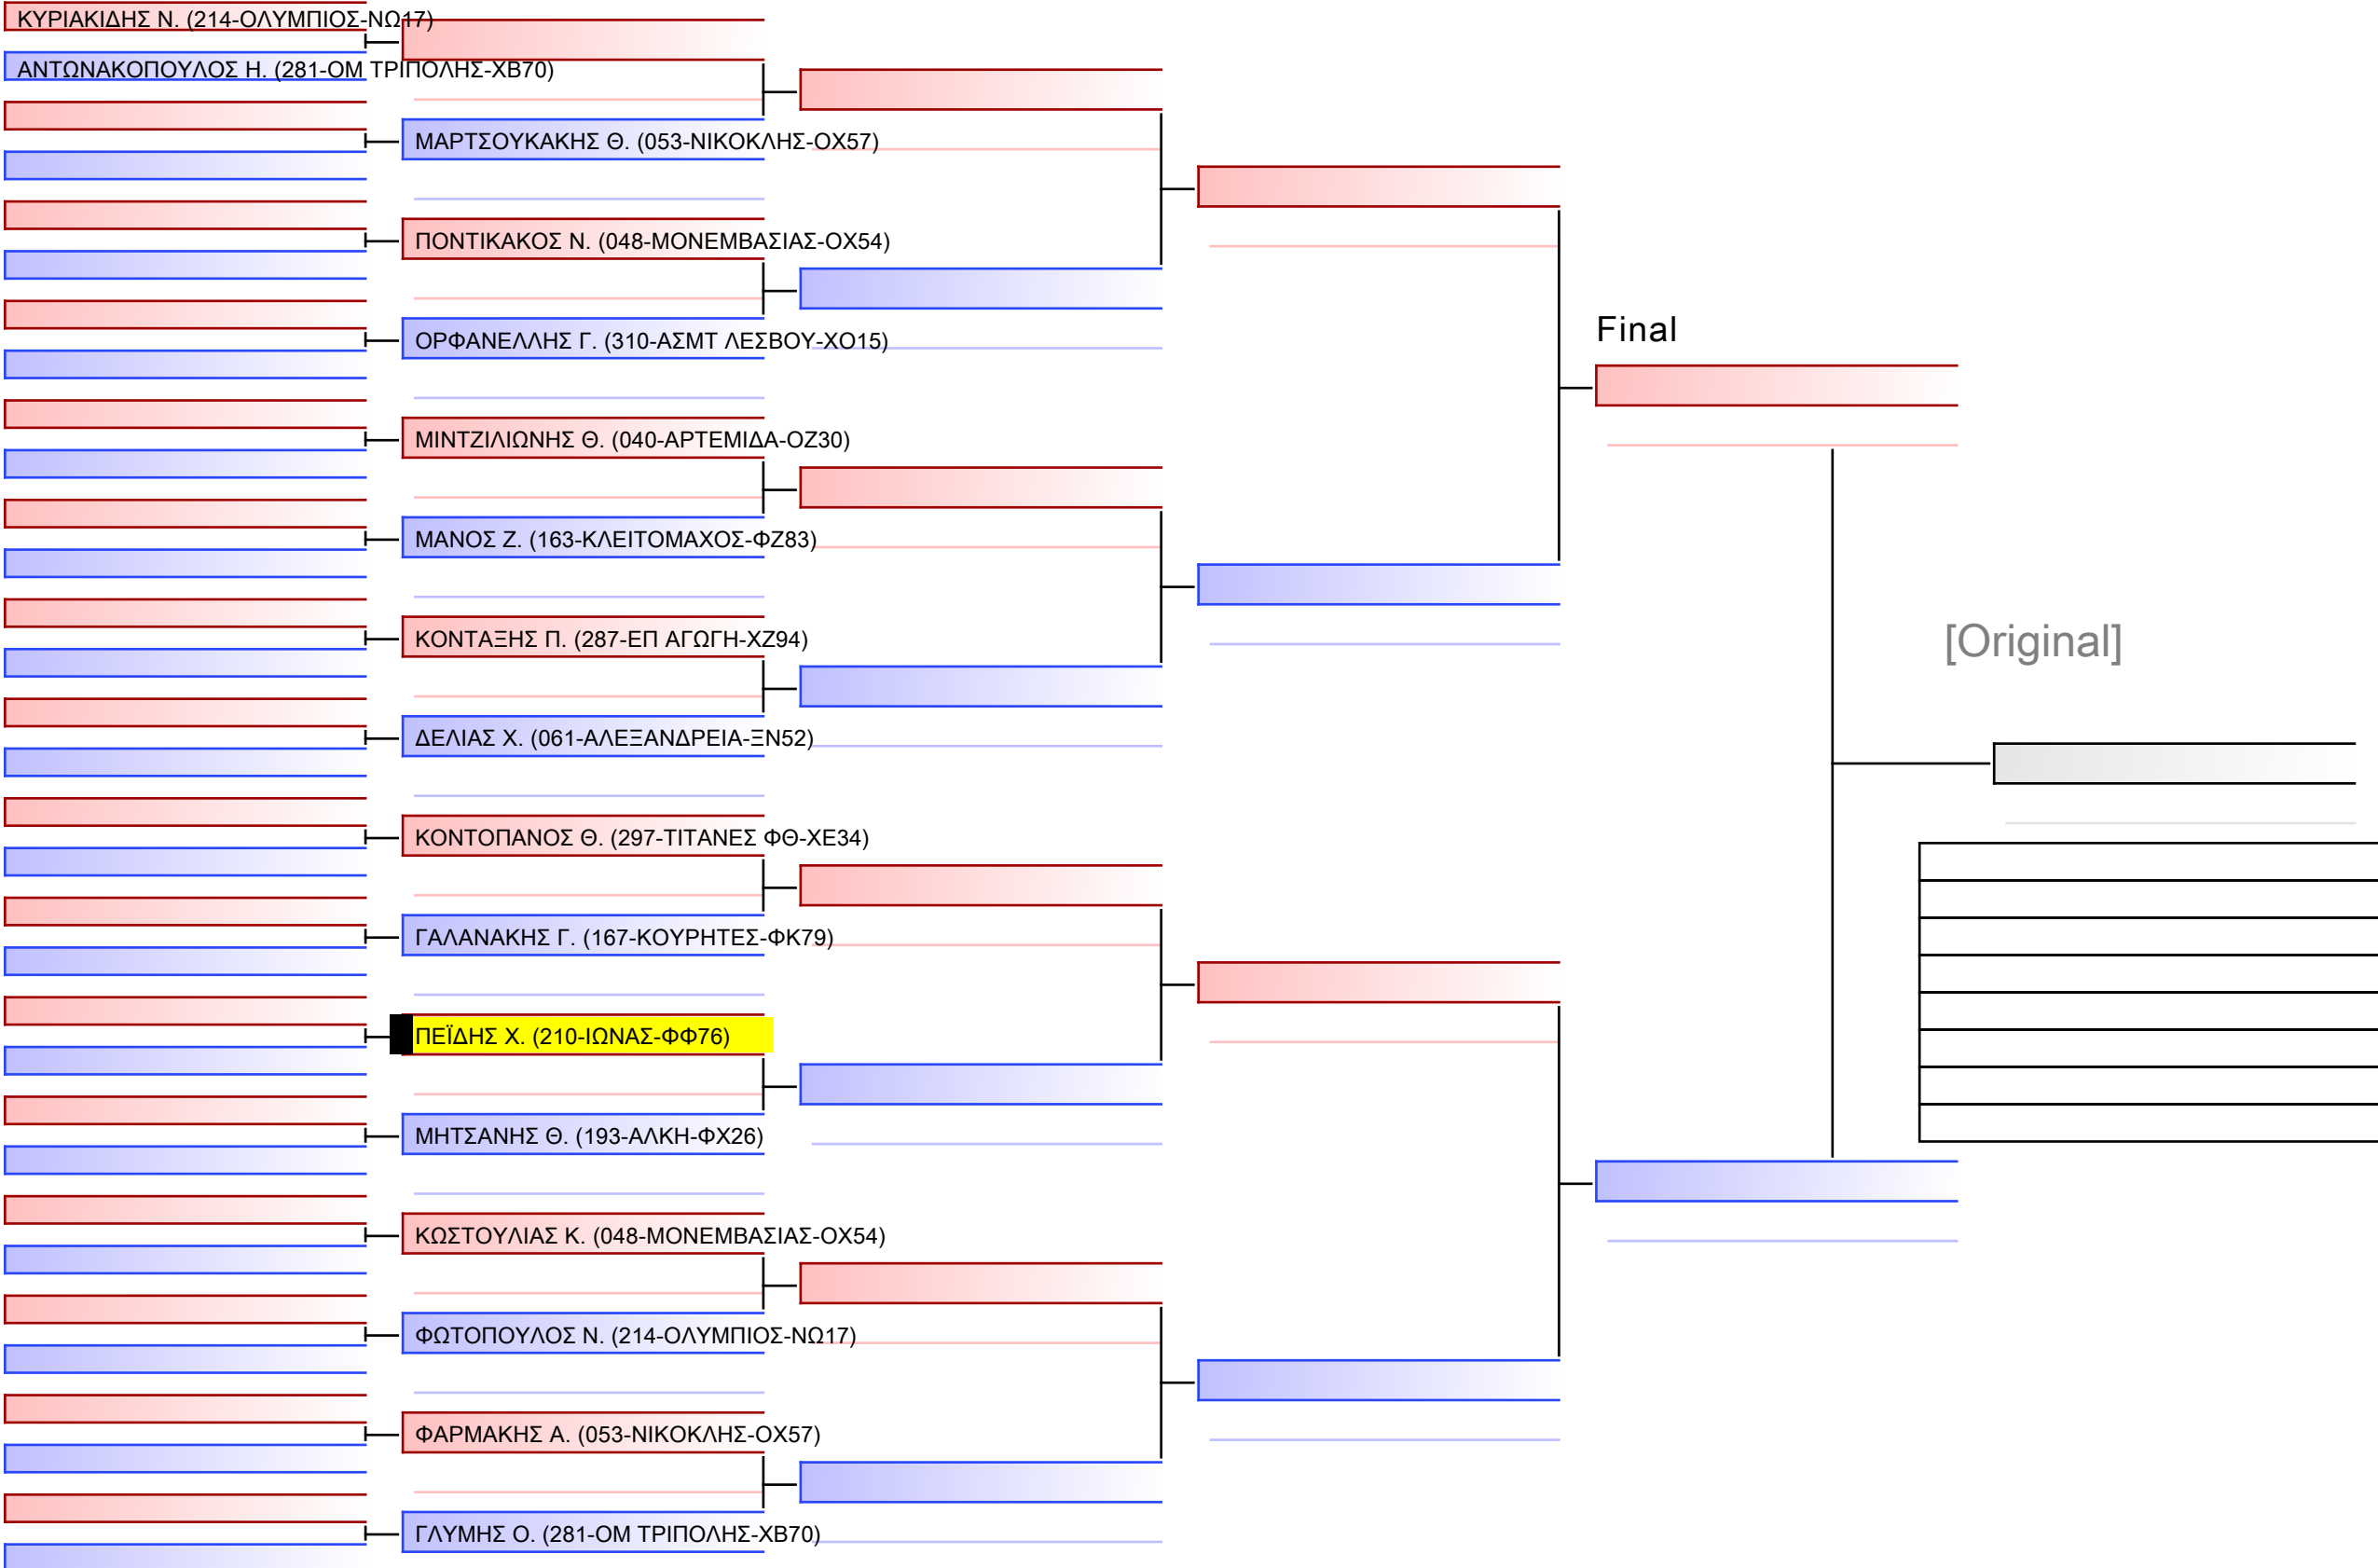 ΚΥΡΙΑΚΙΔΗΣ Ν. (214-ΟΛΥΜΠΙΟΣ-ΝΩ17)
ΑΝΤΩΝΑΚΟΠΟΥΛΟΣ Η. (281-ΟΜ ΤΡΙΠΟΛΗΣ-ΧΒ70)
ΜΑΡΤΣΟΥΚΑΚΗΣ Θ. (053-ΝΙΚΟΚΛΗΣ-ΟΧ57)
ΠΟΝΤΙΚΑΚΟΣ Ν. (048-ΜΟΝΕΜΒΑΣΙΑΣ-ΟΧ54)
ΟΡΦΑΝΕΛΛΗΣ Γ. (310-ΑΣΜΤ ΛΕΣΒΟΥ-ΧΟ15)
Final
ΜΙΝΤΖΙΛΙΩΝΗΣ Θ. (040-ΑΡΤΕΜΙΔΑ-ΟΖ30)
ΜΑΝΟΣ Ζ. (163-ΚΛΕΙΤΟΜΑΧΟΣ-ΦΖ83)
ΚΟΝΤΑΞΗΣ Π. (287-ΕΠ ΑΓΩΓΗ-ΧΖ94)
[Original]
ΔΕΛΙΑΣ Χ. (061-ΑΛΕΞΑΝΔΡΕΙΑ-ΞΝ52)
ΚΟΝΤΟΠΑΝΟΣ Θ. (297-ΤΙΤΑΝΕΣ ΦΘ-ΧΕ34)
ΓΑΛΑΝΑΚΗΣ Γ. (167-ΚΟΥΡΗΤΕΣ-ΦΚ79)
ΠΕΪΔΗΣ Χ. (210-ΙΩΝΑΣ-ΦΦ76)
ΜΗΤΣΑΝΗΣ Θ. (193-ΑΛΚΗ-ΦΧ26)
ΚΩΣΤΟΥΛΙΑΣ Κ. (048-ΜΟΝΕΜΒΑΣΙΑΣ-ΟΧ54)
ΦΩΤΟΠΟΥΛΟΣ Ν. (214-ΟΛΥΜΠΙΟΣ-ΝΩ17)
ΦΑΡΜΑΚΗΣ Α. (053-ΝΙΚΟΚΛΗΣ-ΟΧ57)
ΓΛΥΜΗΣ Ο. (281-ΟΜ ΤΡΙΠΟΛΗΣ-ΧΒ70)